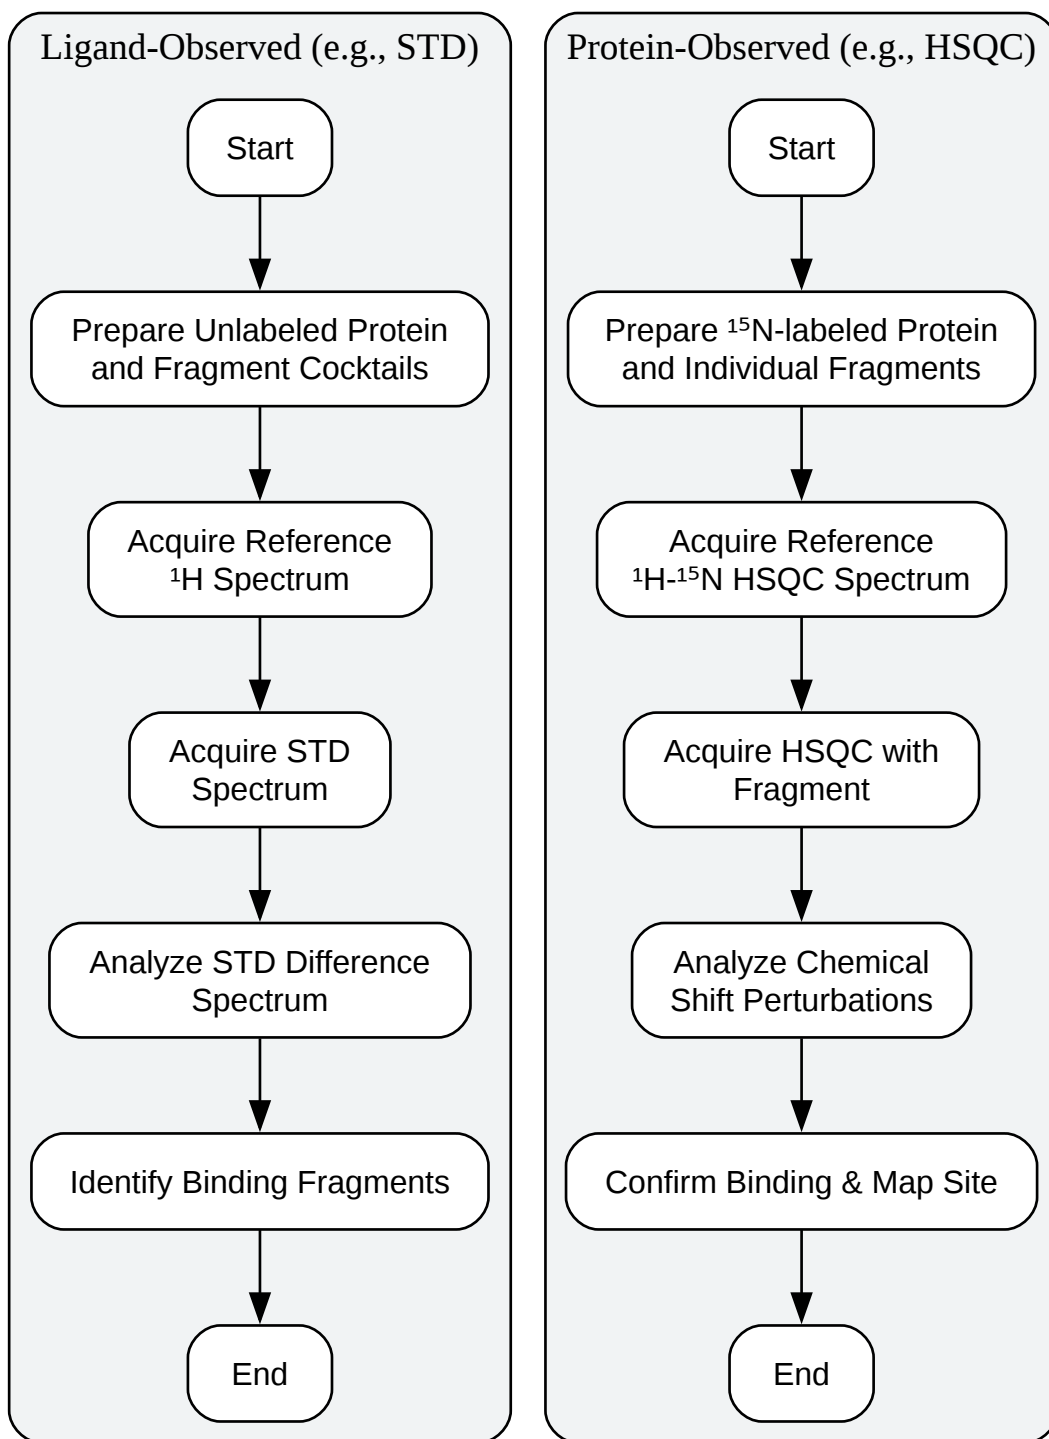 Ligand-Observed (e.g., STD)
Start
Prepare Unlabeled Protein
and Fragment Cocktails
Acquire Reference
¹H Spectrum
Acquire STD
Spectrum
Analyze STD Difference
Spectrum
Identify Binding Fragments
End
Protein-Observed (e.g., HSQC)
Start
Prepare ¹⁵N-labeled Protein
and Individual Fragments
Acquire Reference
¹H-¹⁵N HSQC Spectrum
Acquire HSQC with
Fragment
Analyze Chemical
Shift Perturbations
Confirm Binding & Map Site
End